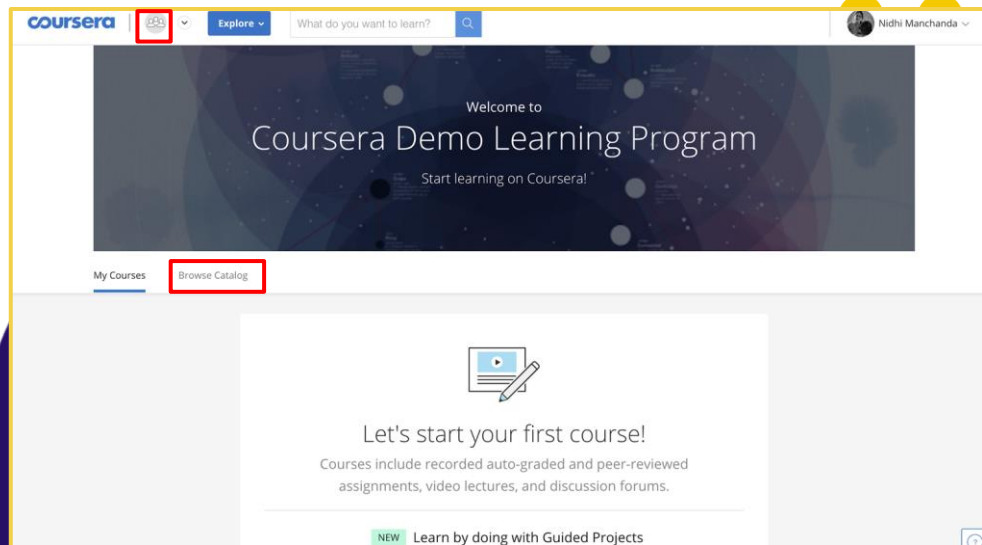 coursera
Explore
What do you want to learn?
Nidhi Manchanda
Welcome to
Coursera Demo Learning Program
Start learning on Coursera!
My Courses
Browse Catalog
Let's start your first course!
Courses include recorded auto-graded and peer-reviewed
assignments, video lectures, and discussion forums.
NEW Learn by doing with Guided Projects